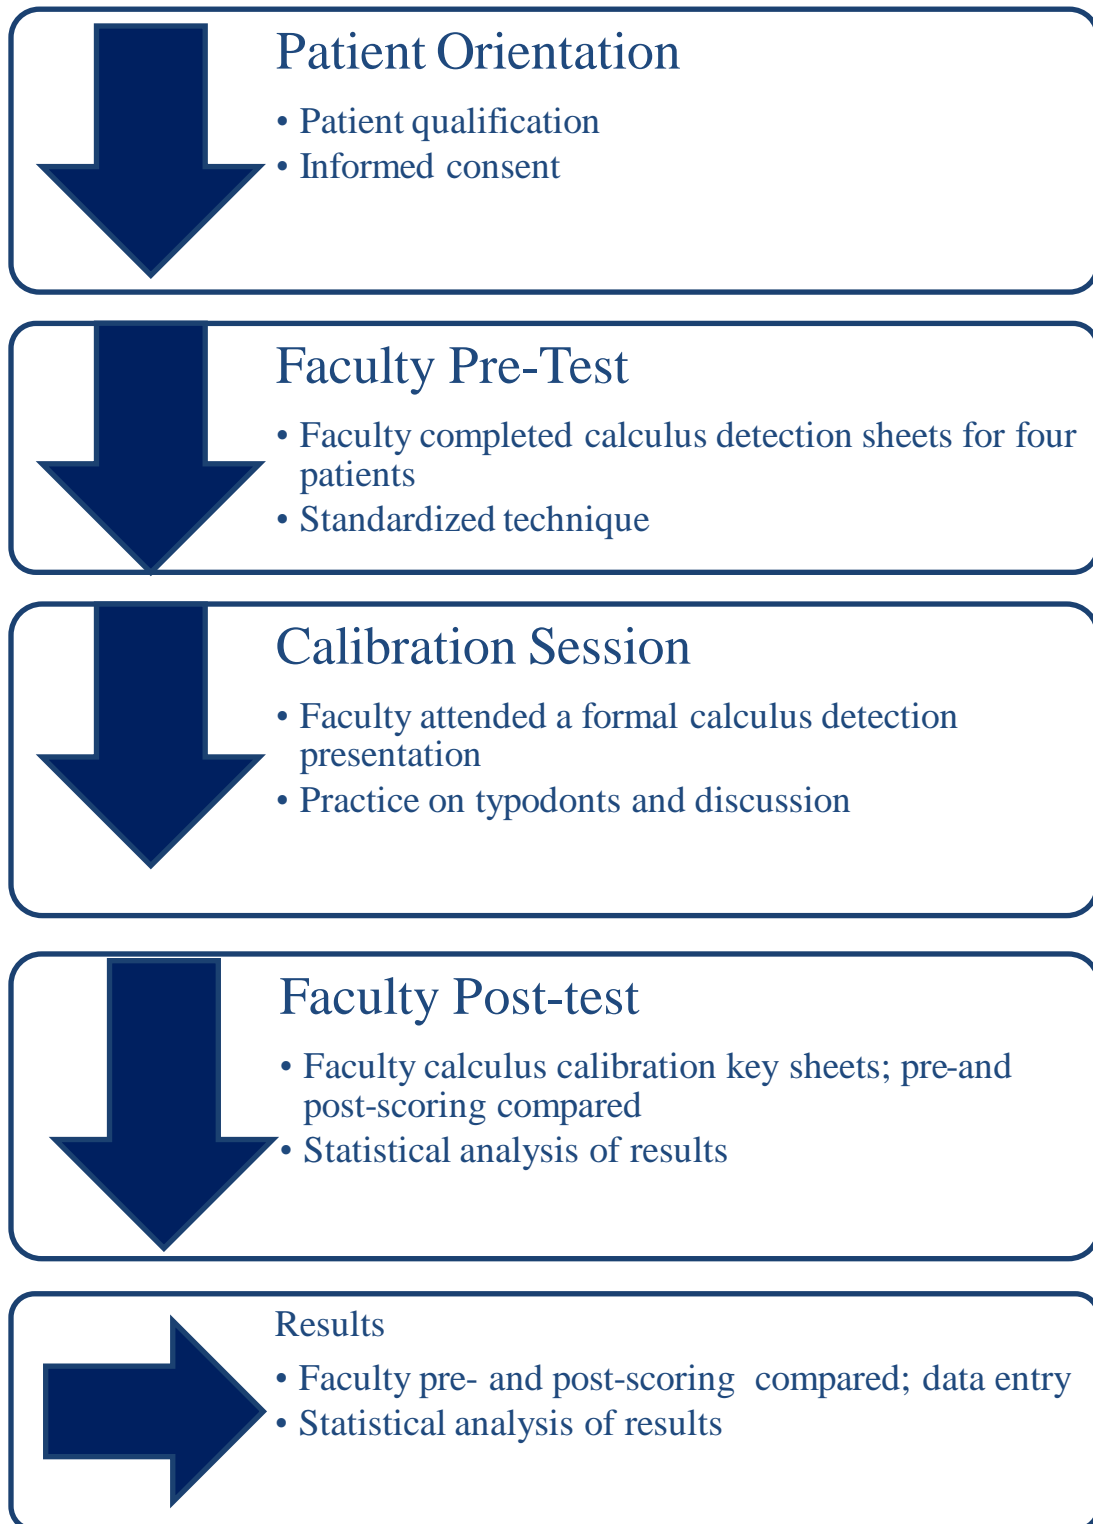 Patient Orientation
• Patient qualification
• Informed consent
Faculty Pre-Test
• Faculty completed calculus detection sheets for four
patients
• Standardized technique
Calibration Session
• Faculty attended a formal calculus detection
presentation
• Practice on typodonts and discussion
Faculty Post-test
• Faculty calculus calibration key sheets; pre-and
post-scoring compared
• Statistical analysis of results
Results
• Faculty pre- and post-scoring  compared; data entry
• Statistical analysis of results